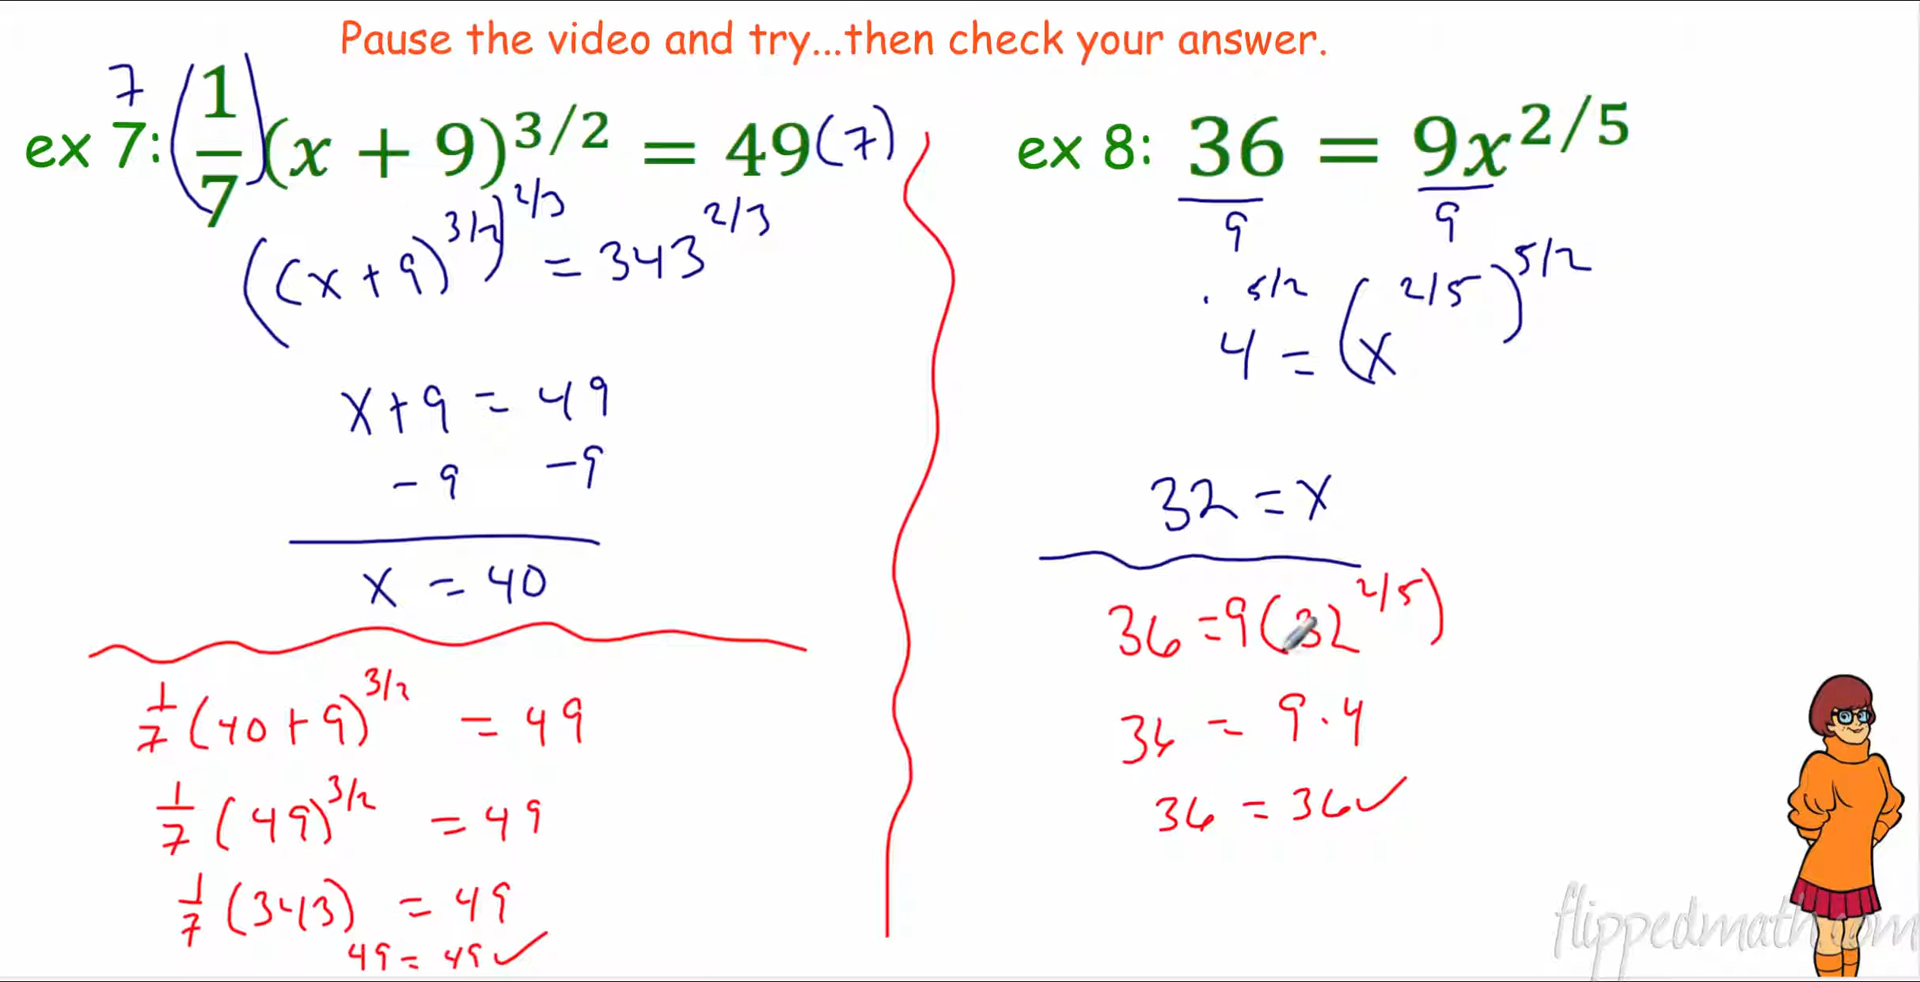 Pause the video and try...then check your answer.
7
ex 7: (1/7)(x + 9)^3/2 = 49(7)
((x + 9)^3/2)^2/3 = 343^2/3
x + 9 = 49
- 9 - 9
x = 40
1/7 (40 + 9)^3/2 = 49
1/7 (49)^3/2 = 49
1/7 (343) = 49
49 = 49 ✓
ex 8: 36 = 9x^2/5
9 9
4^5/2 = (x^2/5)^5/2
32 = x
36 = 9(32^2/5)
36 = 9 · 4
36 = 36 ✓
flippedmath.com